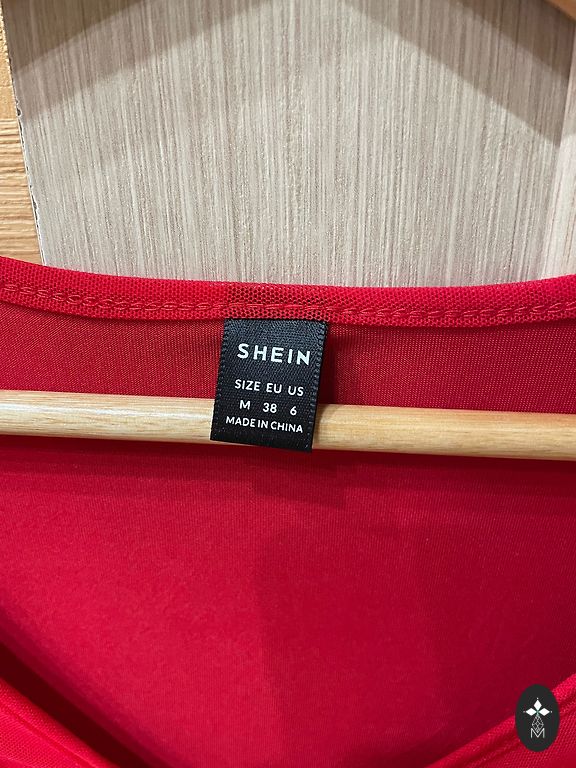 SHEIN
SIZE EU US
M 38 6
MADE IN CHINA
M